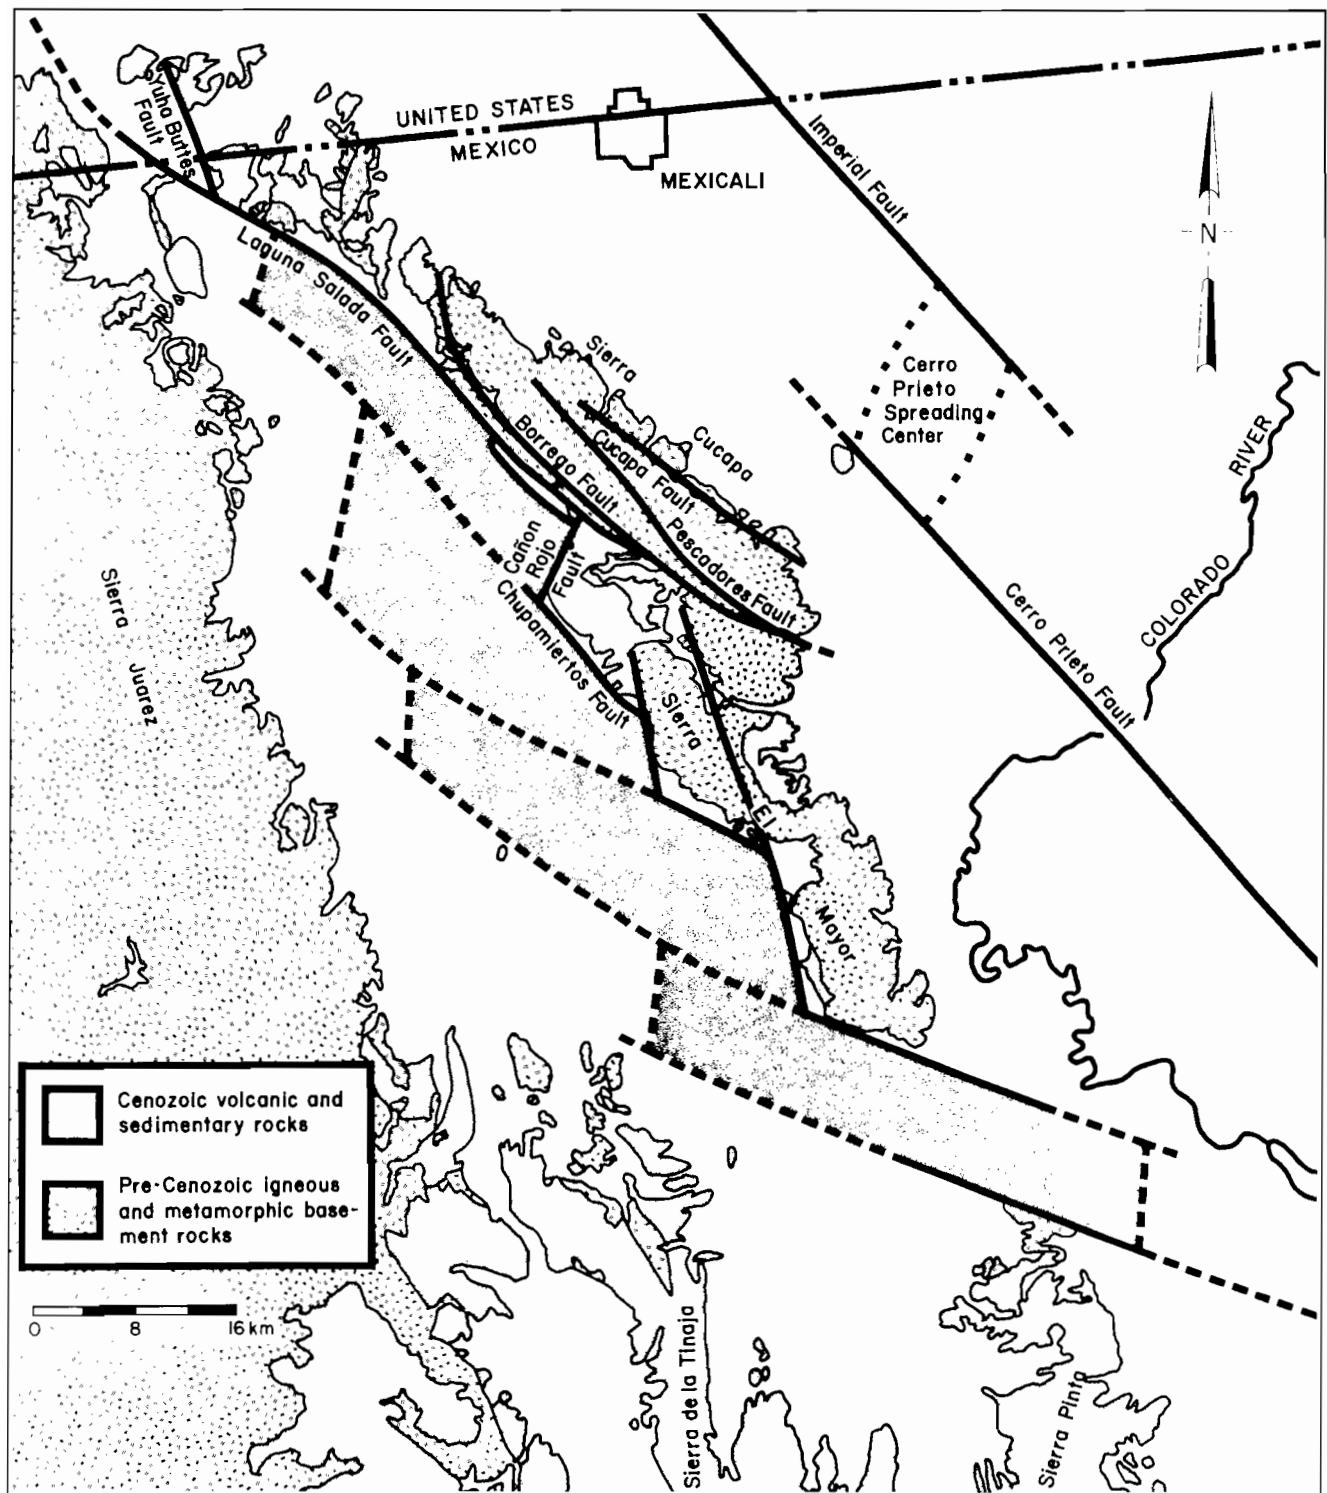 Yuha Buttes
Fault
UNITED STATES
MEXICO
MEXICALI
Imperial Fault
N
Laguna Salada Fault
Sierra
Cucapa
Cerro
Prieto
Spreading
Center
RIVER
COLORADO
Borrego Fault
Cucapa Fault
Pescadores Fault
Cañon
Rojo
Fault
Chupamiertos Fault
Cerro Prieto Fault
Sierra
Juarez
Sierra
El
Mayor
Cenozoic volcanic and
sedimentary rocks
Pre-Cenozoic igneous
and metamorphic base-
ment rocks
0 8 16 km
Sierra de la Tinaja
Sierra Pinta